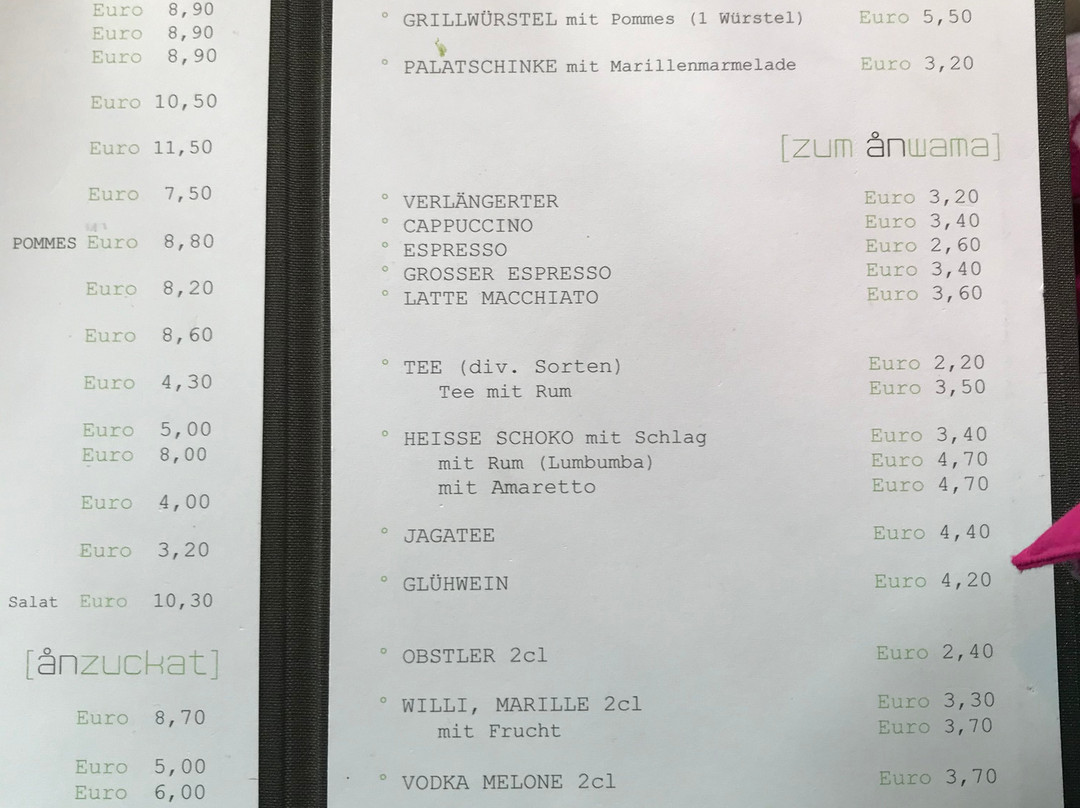 Euro 8,90
Euro 8,90
Euro 8,90
Euro 10,50
Euro 11,50
Euro 7,50
POMMES Euro 8,80
Euro 8,20
Euro 8,60
Euro 4,30
Euro 5,00
Euro 8,00
Euro 4,00
Euro 3,20
Salat Euro 10,30
[ånzuckat]
Euro 8,70
Euro 5,00
Euro 6,00
° GRILLWÜRSTEL mit Pommes (1 Würstel) Euro 5,50
° PALATSCHINKE mit Marillenmarmelade Euro 3,20
[zum ånwama]
° VERLÄNGERTER Euro 3,20
° CAPPUCCINO Euro 3,40
° ESPRESSO Euro 2,60
° GROSSER ESPRESSO Euro 3,40
° LATTE MACCHIATO Euro 3,60
° TEE (div. Sorten) Euro 2,20
Tee mit Rum Euro 3,50
° HEISSE SCHOKO mit Schlag Euro 3,40
mit Rum (Lumbumba) Euro 4,70
mit Amaretto Euro 4,70
° JAGATEE Euro 4,40
° GLÜHWEIN Euro 4,20
° OBSTLER 2cl Euro 2,40
° WILLI, MARILLE 2cl Euro 3,30
mit Frucht Euro 3,70
° VODKA MELONE 2cl Euro 3,70